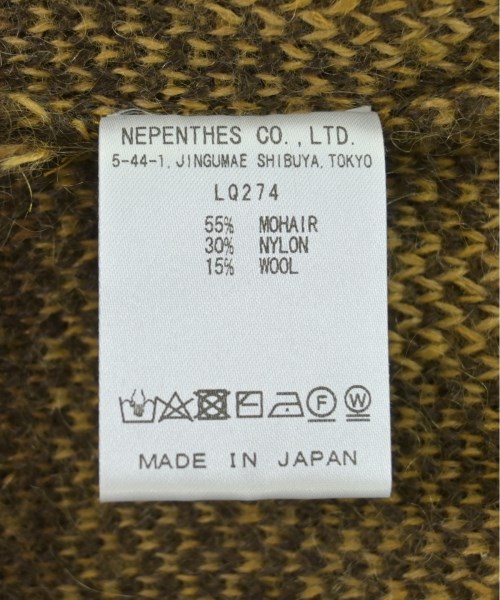 NEPENTHES CO.,LTD.
5-44-1, JINGUMAE SHIBUYA, TOKYO
LQ274
55% MOHAIR
30% NYLON
15% WOOL
F W
MADE IN JAPAN